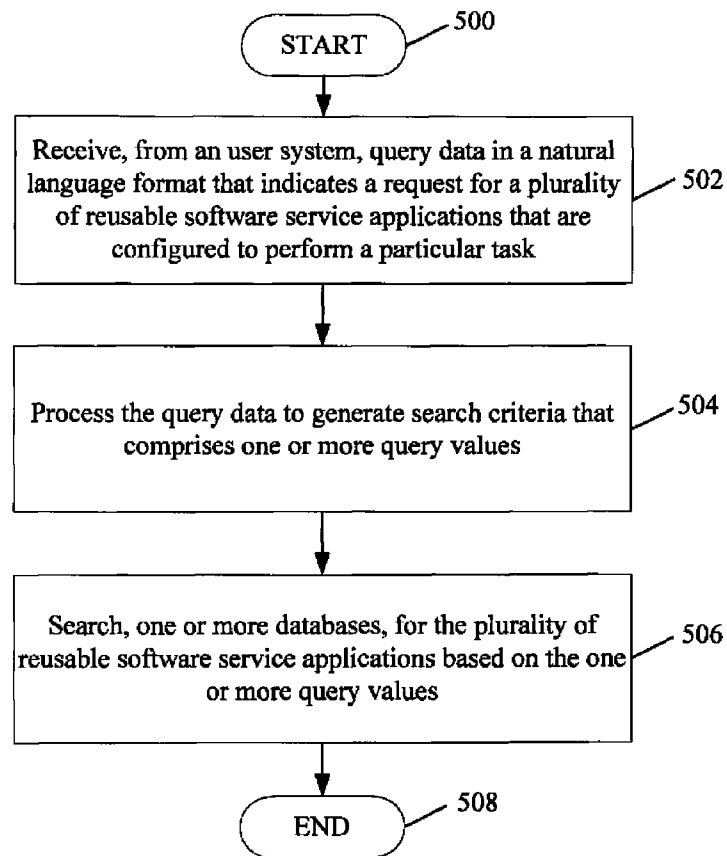 START
500
Receive, from an user system, query data in a natural
language format that indicates a request for a plurality
of reusable software service applications that are
configured to perform a particular task
502
Process the query data to generate search criteria that
comprises one or more query values
504
Search, one or more databases, for the plurality of
reusable software service applications based on the one
or more query values
506
END
508